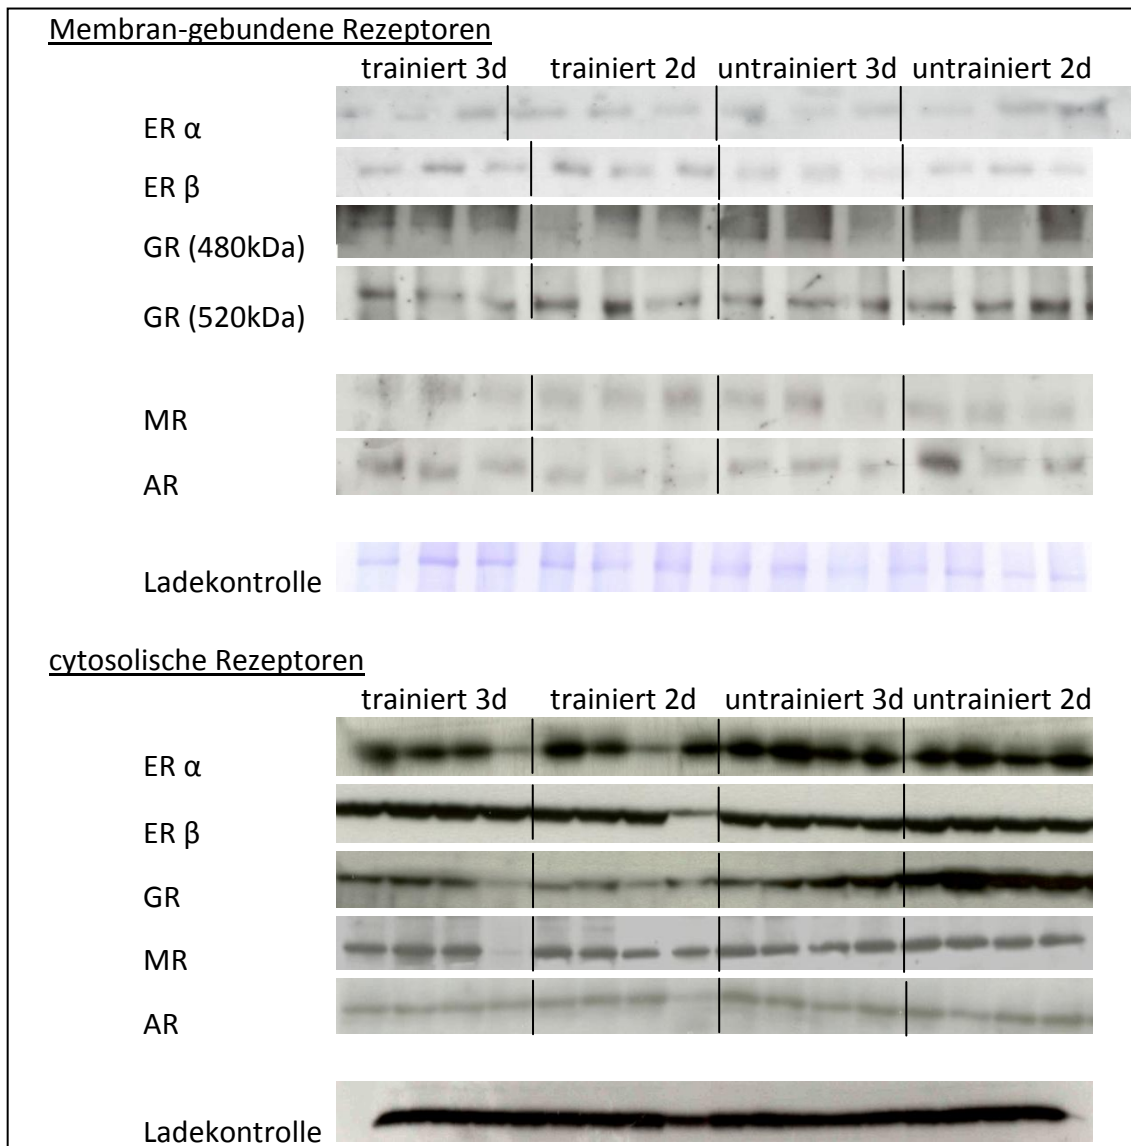 Membran-gebundene Rezeptoren
trainiert 3d trainiert 2d untrainiert 3d untrainiert 2d
ER α
ER β
GR (480kDa)
GR (520kDa)
MR
AR
Ladekontrolle
cytosolische Rezeptoren
trainiert 3d trainiert 2d untrainiert 3d untrainiert 2d
ER α
ER β
GR
MR
AR
Ladekontrolle